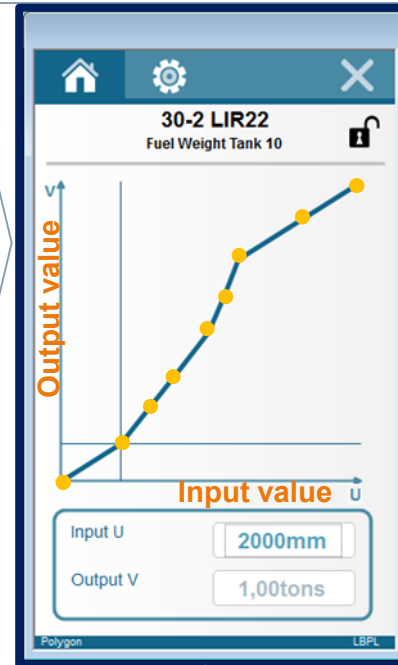 30-2 LIR22
Fuel Weight Tank 10
V
Output value
Input value
U
Input U
2000mm
Output V
1,00tons
Polygon
LBPL